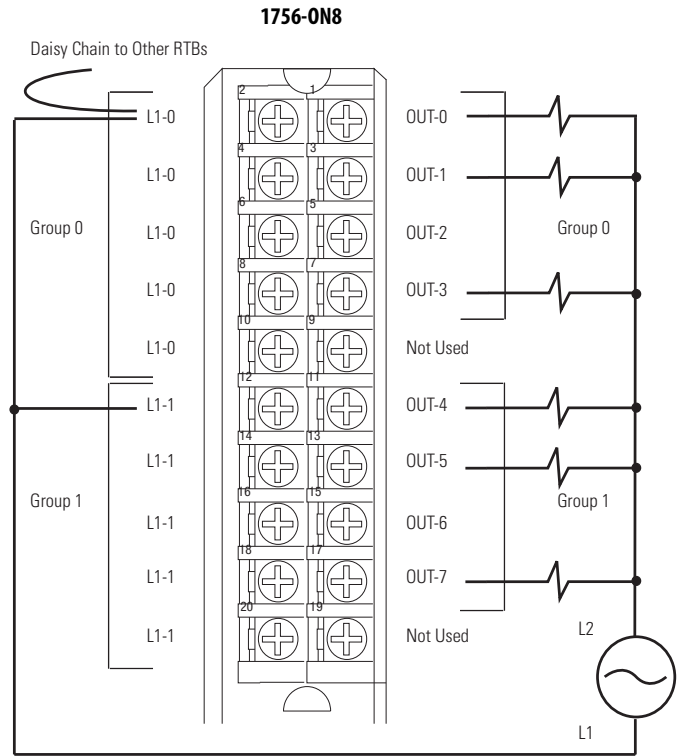 1756-ON8
Daisy Chain to Other RTBs
2 1
L1-0 OUT-0
4 3
L1-0 OUT-1
6 5
Group 0 L1-0 OUT-2 Group 0
8 7
L1-0 OUT-3
10 9
L1-0 Not Used
12 11
L1-1 OUT-4
14 13
L1-1 OUT-5
16 15
Group 1 L1-1 OUT-6 Group 1
18 17
L1-1 OUT-7
20 19
L1-1 Not Used
L2
L1